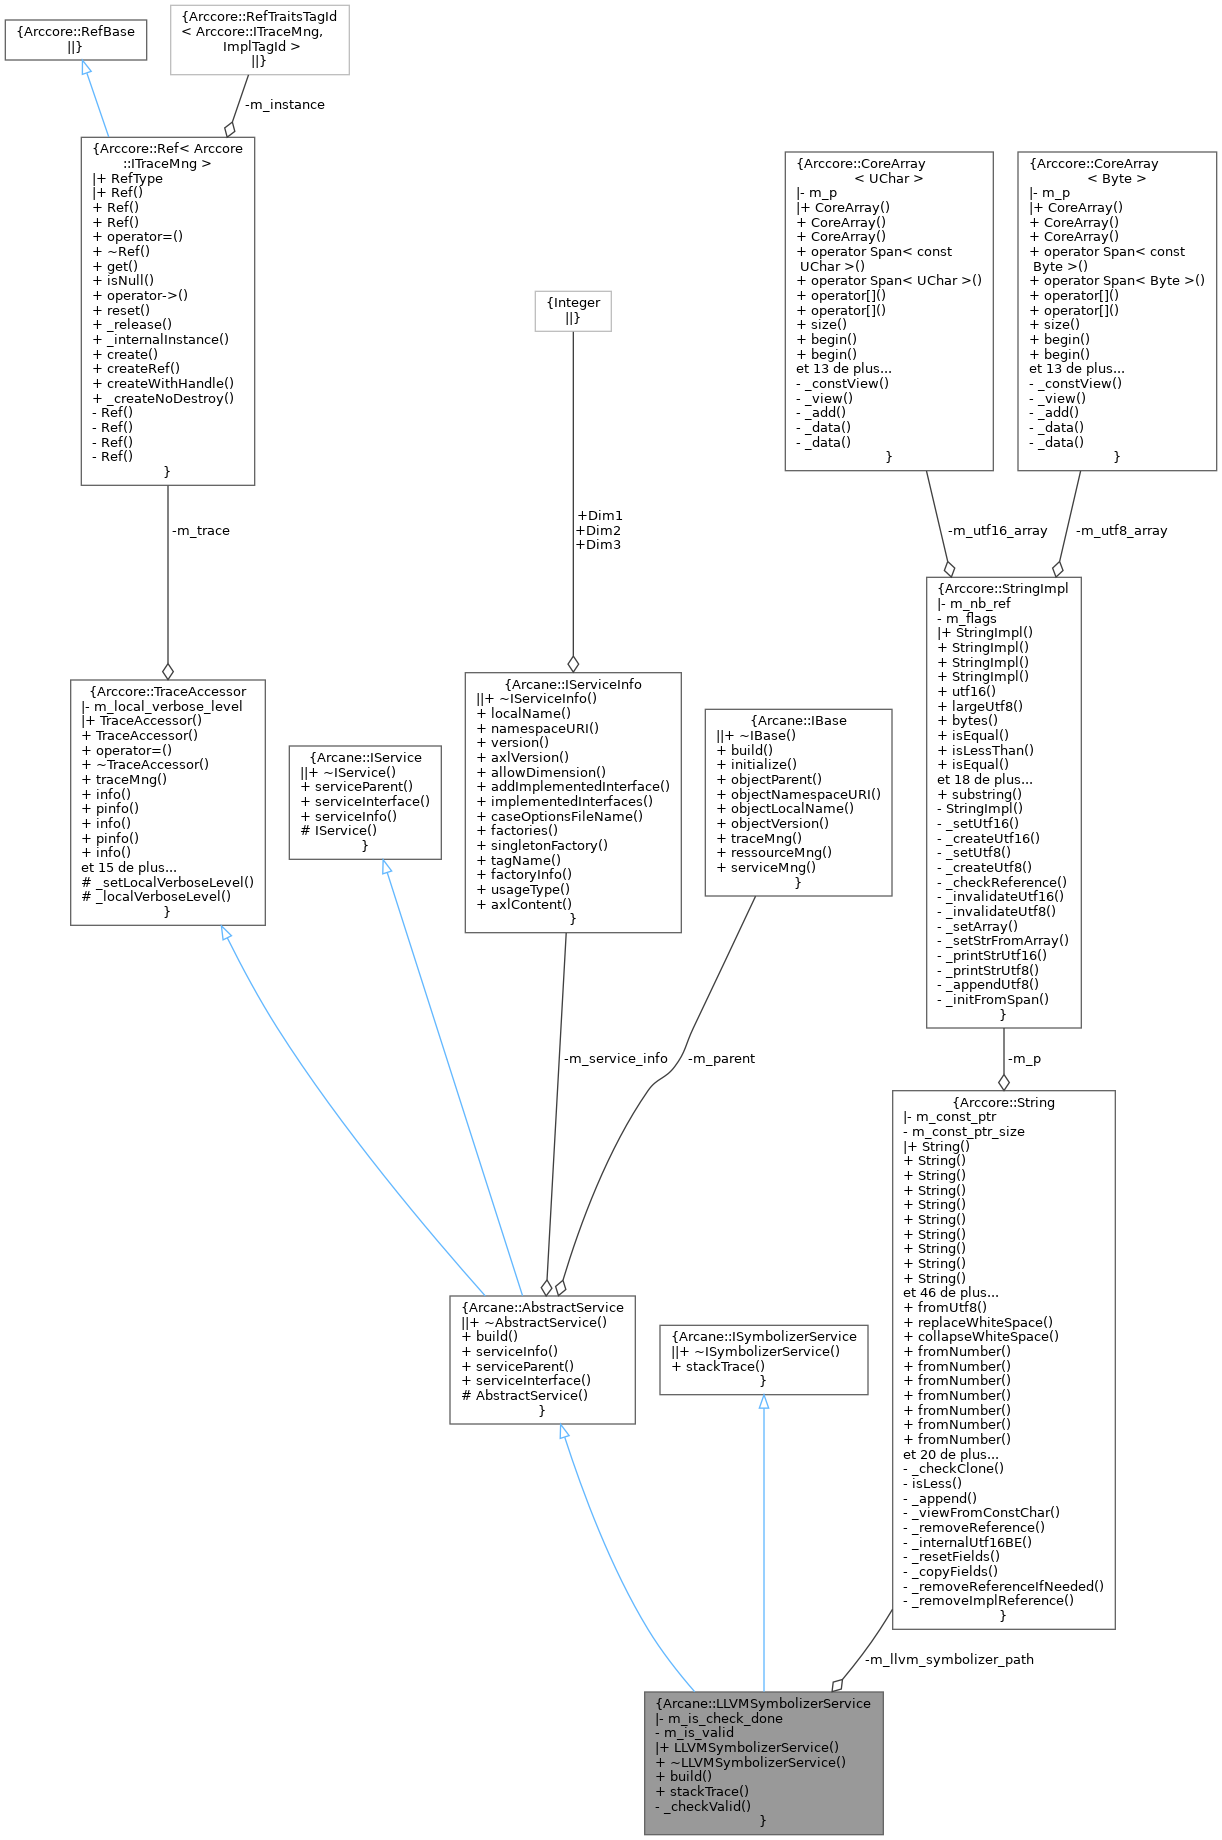 {Arccore::RefBase
||}
{Arccore::RefTraitsTagId
< Arccore::ITraceMng,
ImplTagId >
||}
-m_instance
{Arccore::Ref< Arccore
::ITraceMng >
|+ RefType
|+ Ref()
+ Ref()
+ Ref()
+ operator=()
+ ~Ref()
+ get()
+ isNull()
+ operator->()
+ reset()
+ _release()
+ _internalInstance()
+ create()
+ createRef()
+ createWithHandle()
+ _createNoDestroy()
- Ref()
- Ref()
- Ref()
- Ref()
}
{Arccore::CoreArray
< UChar >
|- m_p
|+ CoreArray()
+ CoreArray()
+ CoreArray()
+ operator Span< const
UChar >()
+ operator Span< UChar >()
+ operator[]()
+ operator[]()
+ size()
+ begin()
+ begin()
et 13 de plus...
- _constView()
- _view()
- _add()
- _data()
- _data()
}
{Arccore::CoreArray
< Byte >
|- m_p
|+ CoreArray()
+ CoreArray()
+ CoreArray()
+ operator Span< const
Byte >()
+ operator Span< Byte >()
+ operator[]()
+ operator[]()
+ size()
+ begin()
+ begin()
et 13 de plus...
- _constView()
- _view()
- _add()
- _data()
- _data()
}
{Integer
||}
-m_trace
+Dim1
+Dim2
+Dim3
-m_utf16_array
-m_utf8_array
{Arccore::TraceAccessor
|- m_local_verbose_level
|+ TraceAccessor()
+ TraceAccessor()
+ operator=()
+ ~TraceAccessor()
+ traceMng()
+ info()
+ pinfo()
+ info()
+ pinfo()
+ info()
et 15 de plus...
# _setLocalVerboseLevel()
# _localVerboseLevel()
}
{Arcane::IService
||+ ~IService()
+ serviceParent()
+ serviceInterface()
+ serviceInfo()
# IService()
}
{Arcane::IServiceInfo
||+ ~IServiceInfo()
+ localName()
+ namespaceURI()
+ version()
+ axlVersion()
+ allowDimension()
+ addImplementedInterface()
+ implementedInterfaces()
+ caseOptionsFileName()
+ factories()
+ singletonFactory()
+ tagName()
+ factoryInfo()
+ usageType()
+ axlContent()
}
{Arcane::IBase
||+ ~IBase()
+ build()
+ initialize()
+ objectParent()
+ objectNamespaceURI()
+ objectLocalName()
+ objectVersion()
+ traceMng()
+ ressourceMng()
+ serviceMng()
}
{Arccore::StringImpl
|- m_nb_ref
- m_flags
|+ StringImpl()
+ StringImpl()
+ StringImpl()
+ StringImpl()
+ utf16()
+ largeUtf8()
+ bytes()
+ isEqual()
+ isLessThan()
+ isEqual()
et 18 de plus...
+ substring()
- StringImpl()
- _setUtf16()
- _createUtf16()
- _setUtf8()
- _createUtf8()
- _checkReference()
- _invalidateUtf16()
- _invalidateUtf8()
- _setArray()
- _setStrFromArray()
- _printStrUtf16()
- _printStrUtf8()
- _appendUtf8()
- _initFromSpan()
}
-m_service_info
-m_parent
-m_p
{Arccore::String
|- m_const_ptr
- m_const_ptr_size
|+ String()
+ String()
+ String()
+ String()
+ String()
+ String()
+ String()
+ String()
+ String()
+ String()
et 46 de plus...
+ fromUtf8()
+ replaceWhiteSpace()
+ collapseWhiteSpace()
+ fromNumber()
+ fromNumber()
+ fromNumber()
+ fromNumber()
+ fromNumber()
+ fromNumber()
+ fromNumber()
et 20 de plus...
- _checkClone()
- isLess()
- _append()
- _viewFromConstChar()
- _removeReference()
- _internalUtf16BE()
- _resetFields()
- _copyFields()
- _removeReferenceIfNeeded()
- _removeImplReference()
}
{Arcane::AbstractService
||+ ~AbstractService()
+ build()
+ serviceInfo()
+ serviceParent()
+ serviceInterface()
# AbstractService()
}
{Arcane::ISymbolizerService
||+ ~ISymbolizerService()
+ stackTrace()
}
-m_llvm_symbolizer_path
{Arcane::LLVMSymbolizerService
|- m_is_check_done
- m_is_valid
|+ LLVMSymbolizerService()
+ ~LLVMSymbolizerService()
+ build()
+ stackTrace()
- _checkValid()
}